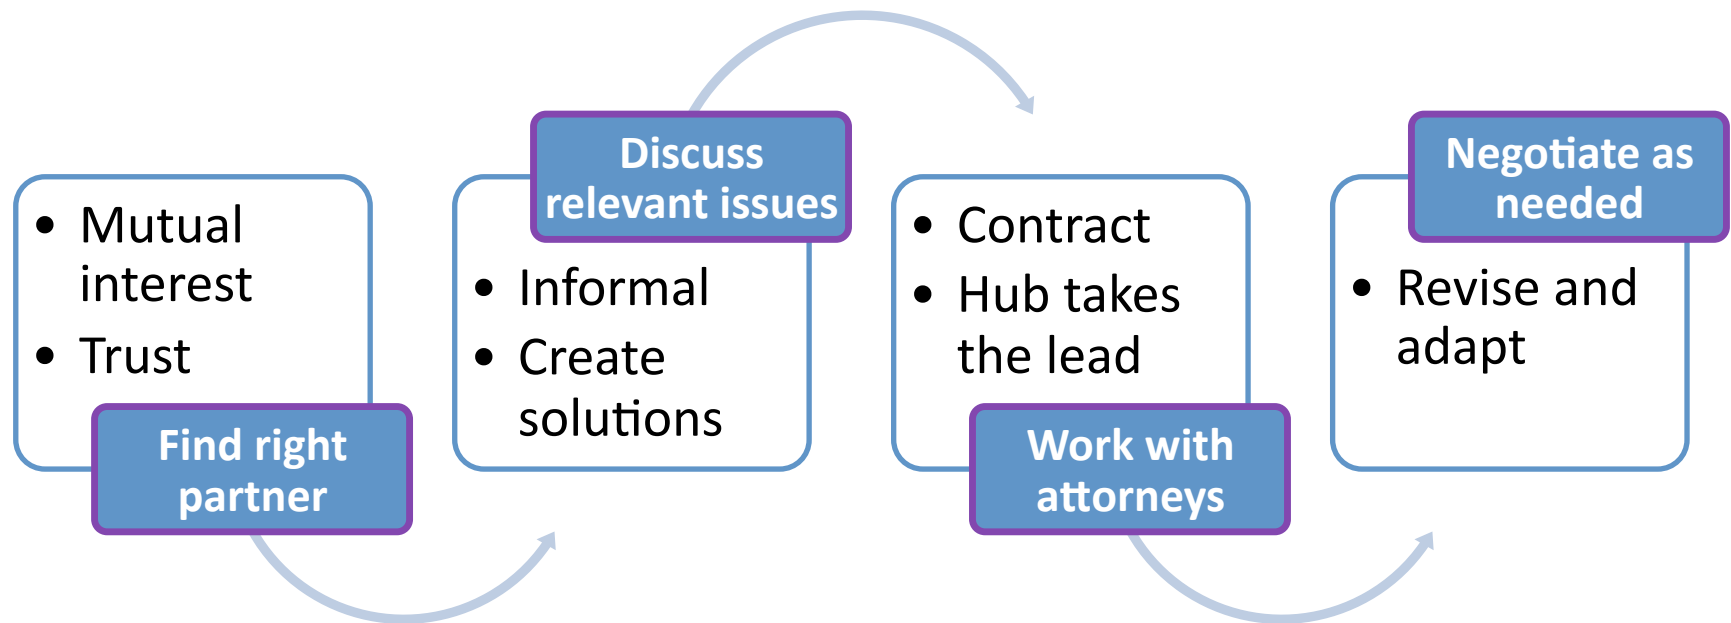 • Mutual
interest
• Trust
Find right
partner
Discuss
relevant issues
• Informal
• Create
solutions
• Contract
• Hub takes
the lead
Work with
attorneys
Negotiate as
needed
• Revise and
adapt